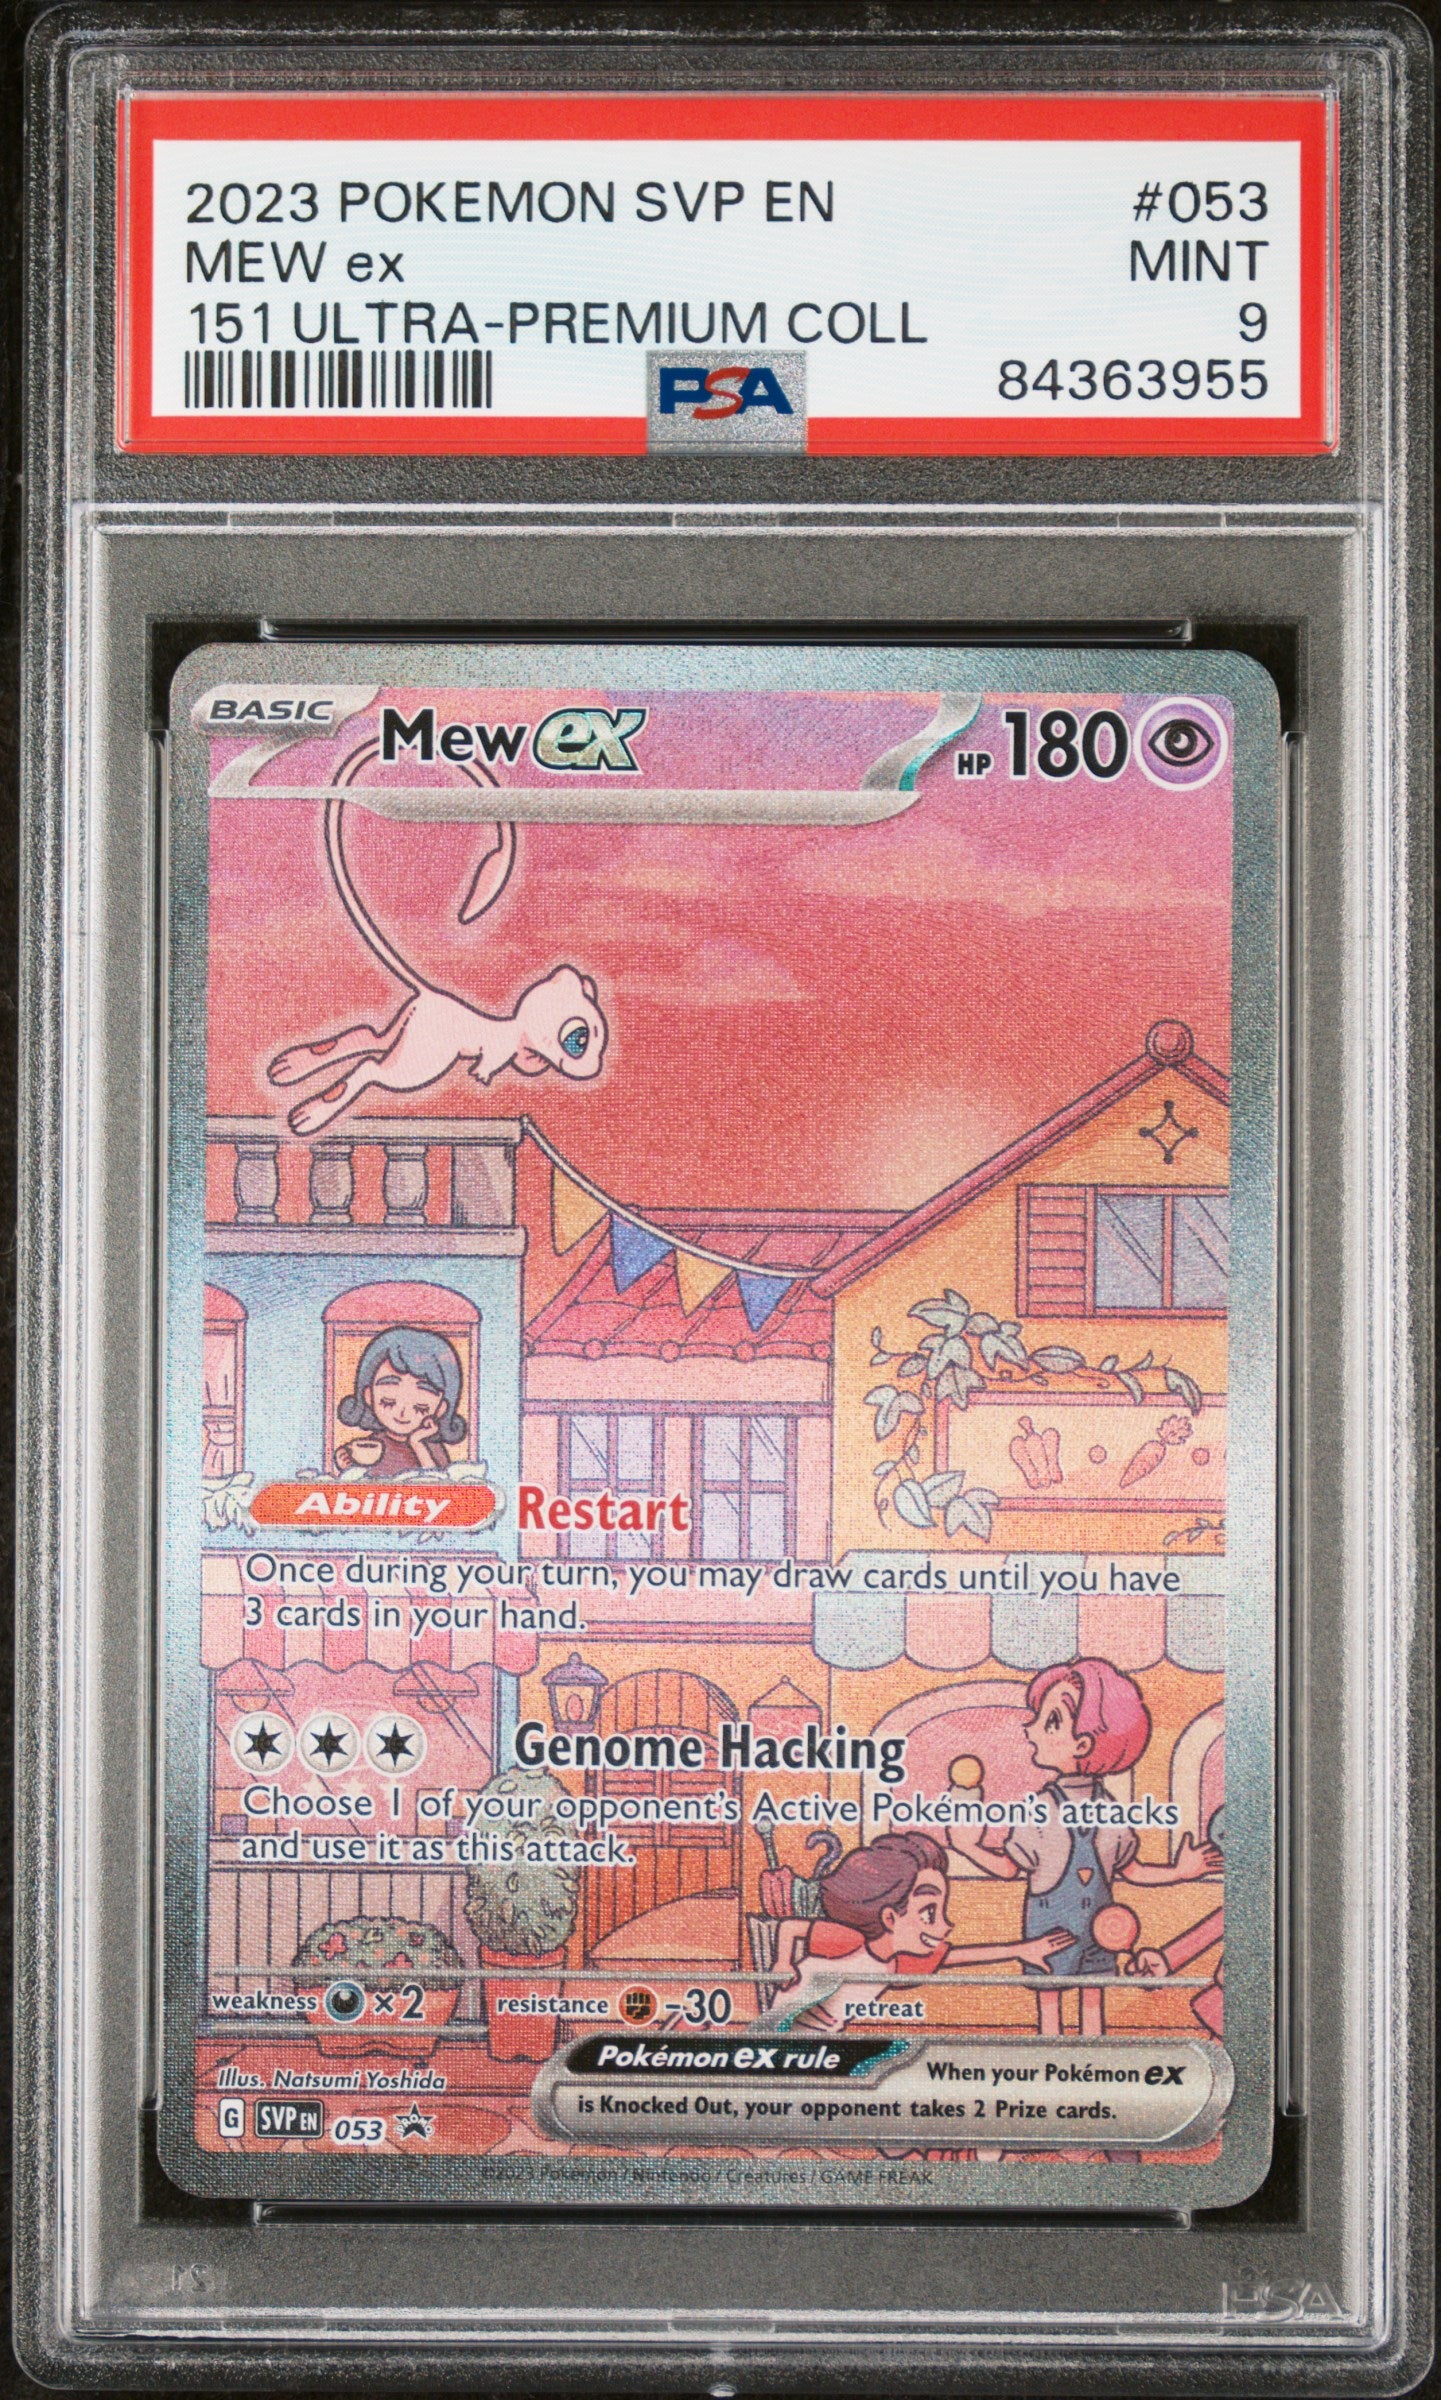 2023 POKEMON SVP EN #053
MEW ex MINT
151 ULTRA-PREMIUM COLL 9
PSA 84363955
BASIC Mew ex HP 180
Ability Restart
Once during your turn, you may draw cards until you have
3 cards in your hand.
Genome Hacking
Choose 1 of your opponent's Active Pokémon's attacks
and use it as this attack.
weakness ×2 resistance -30 retreat
Pokémon ex rule When your Pokémon ex
is Knocked Out, your opponent takes 2 Prize cards.
Illus. Natsumi Yoshida
G SVP EN 053
©2023 Pokémon / Nintendo / Creatures / GAME FREAK
PSA